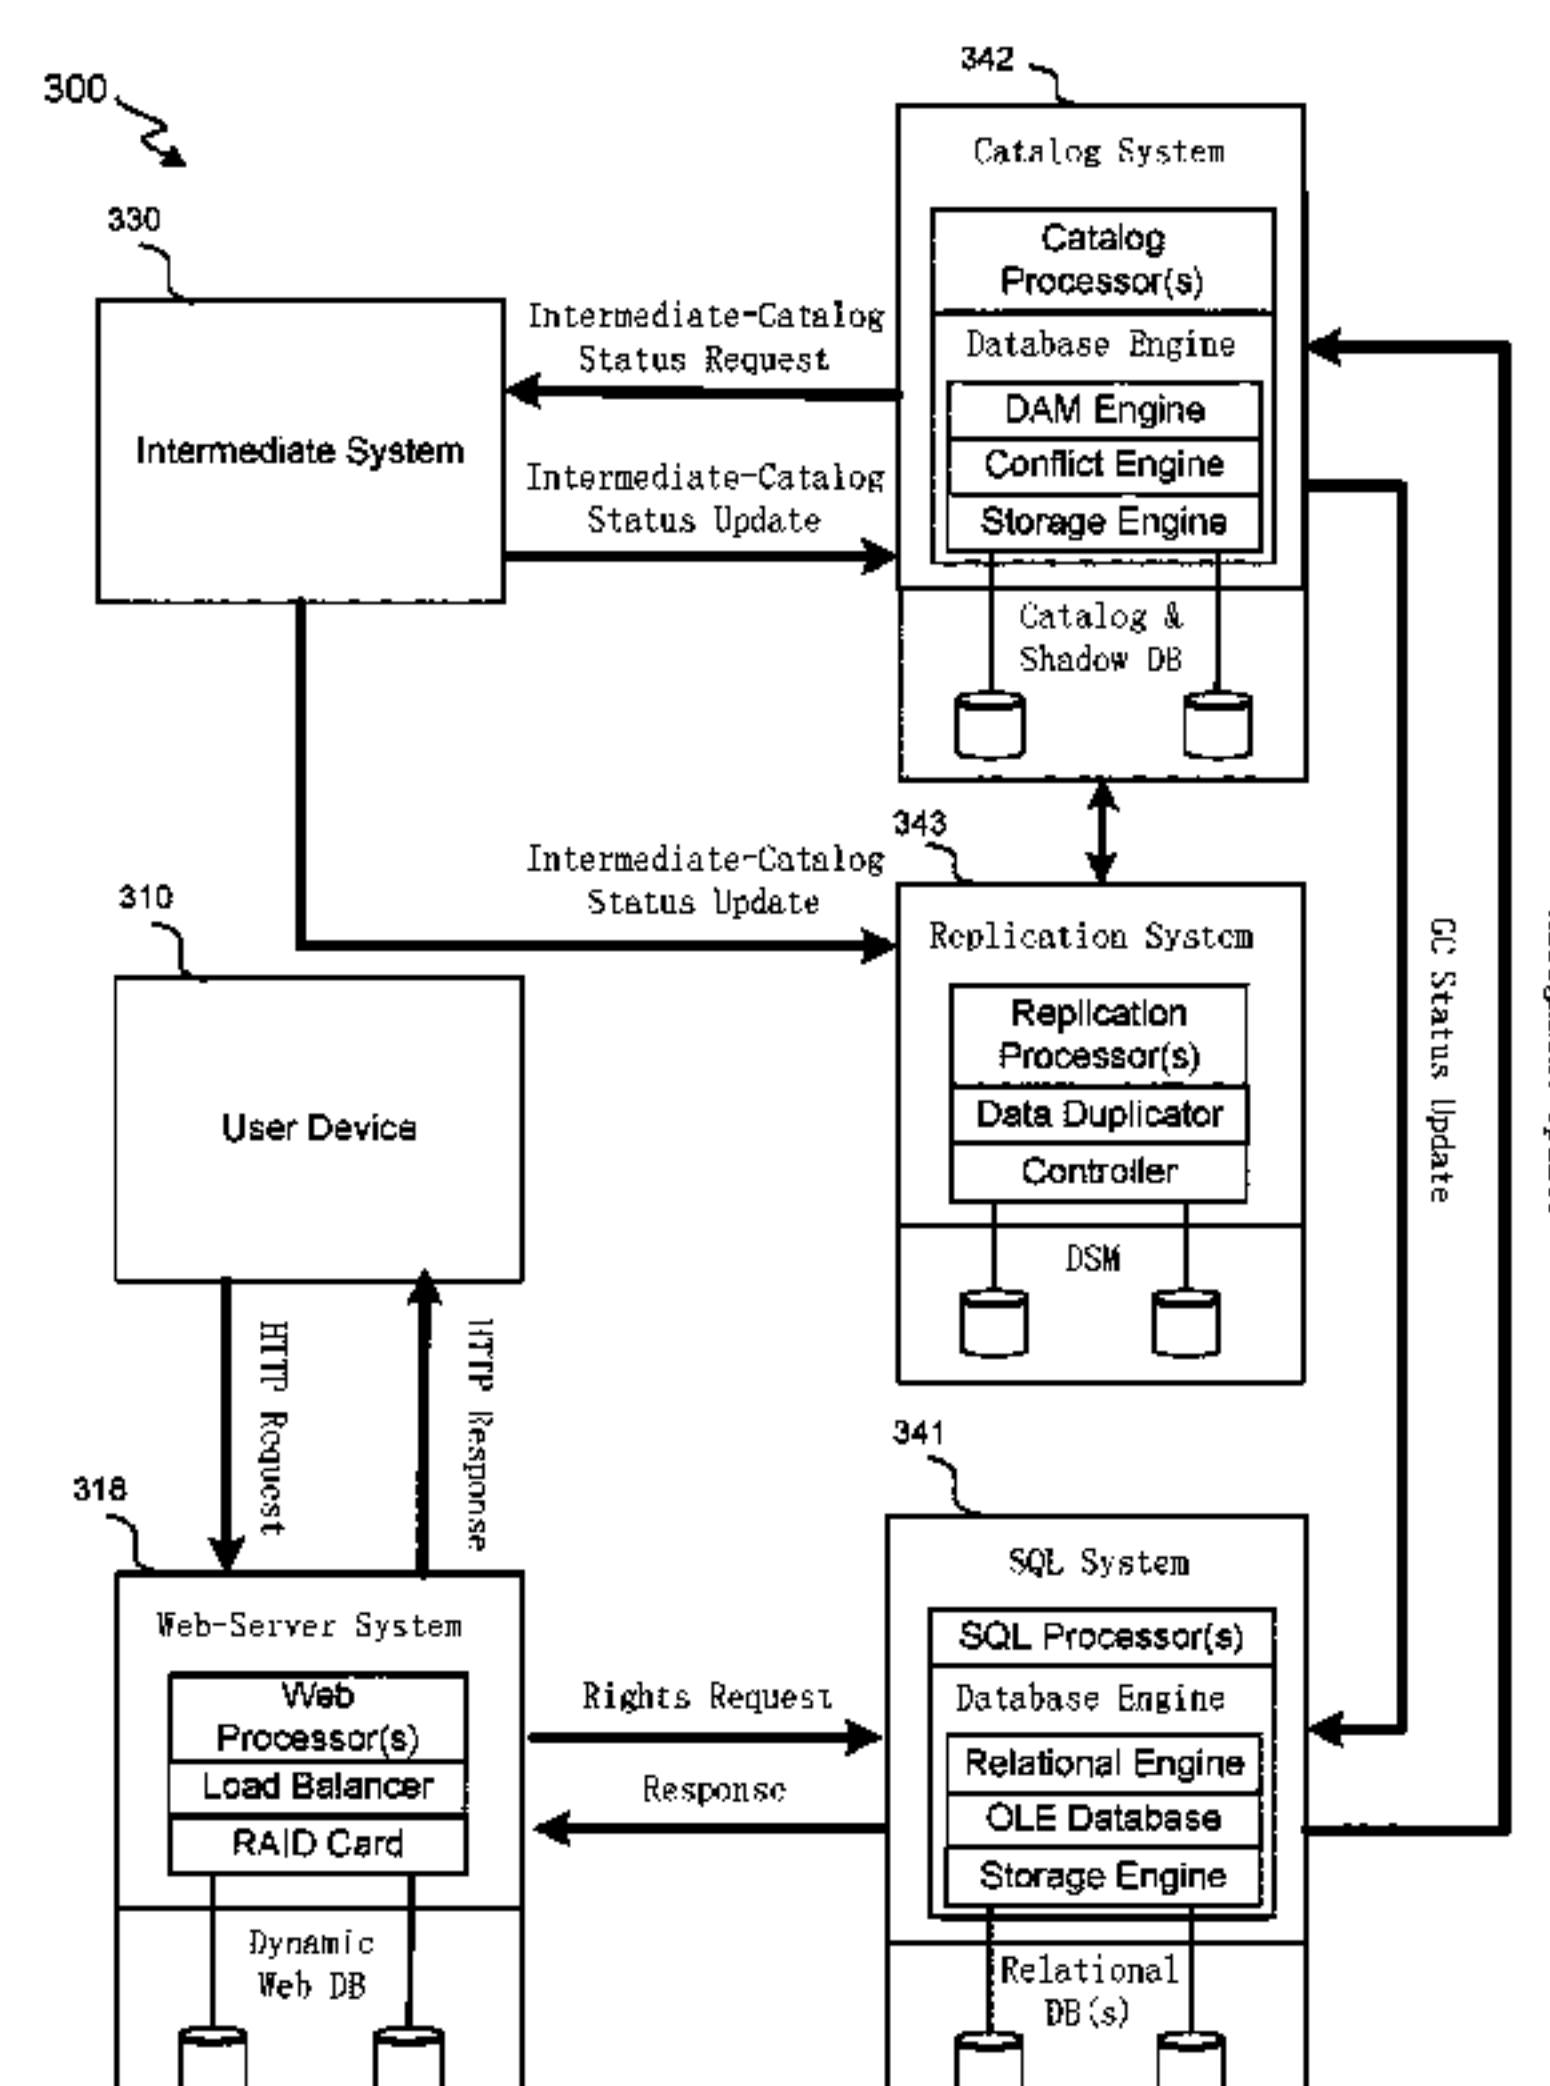 300
342
Catalog System
Catalog
Processor(s)
Database Engine
DAM Engine
Conflict Engine
Storage Engine
Catalog &
Shadow DB
330
Intermediate System
Intermediate-Catalog
Status Request
Intermediate-Catalog
Status Update
Intermediate-Catalog
Status Update
343
Replication System
Replication
Processor(s)
Data Duplicator
Controller
DSM
GC Status Update
310
User Device
HTTP Request
HTTP Response
318
Web-Server System
Web
Processor(s)
Load Balancer
RAID Card
Dynamic
Web DB
Rights Request
Response
341
SQL System
SQL Processor(s)
Database Engine
Relational Engine
OLE Database
Storage Engine
Relational
DB(s)